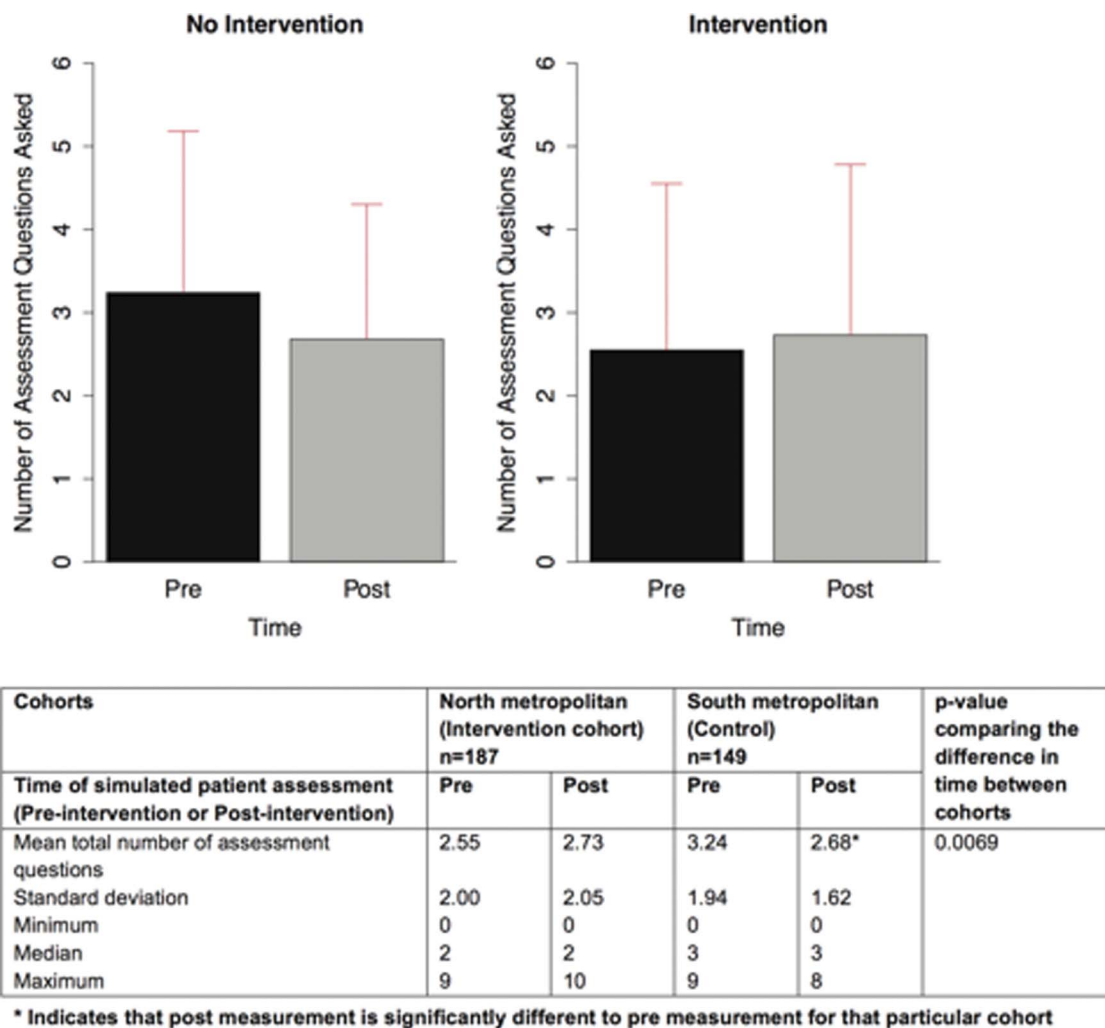 No Intervention
Number of Assessment Questions Asked
6
5
4
3
2
1
0
Pre Post
Time
Intervention
Number of Assessment Questions Asked
6
5
4
3
2
1
0
Pre Post
Time
Cohorts
North metropolitan
(Intervention cohort)
n=187
South metropolitan
(Control)
n=149
p-value
comparing the
difference in
time between
cohorts
Time of simulated patient assessment
(Pre-intervention or Post-intervention)
Pre Post Pre Post
Mean total number of assessment
questions
2.55 2.73 3.24 2.68* 0.0069
Standard deviation 2.00 2.05 1.94 1.62
Minimum 0 0 0 0
Median 2 2 3 3
Maximum 9 10 9 8
* Indicates that post measurement is significantly different to pre measurement for that particular cohort